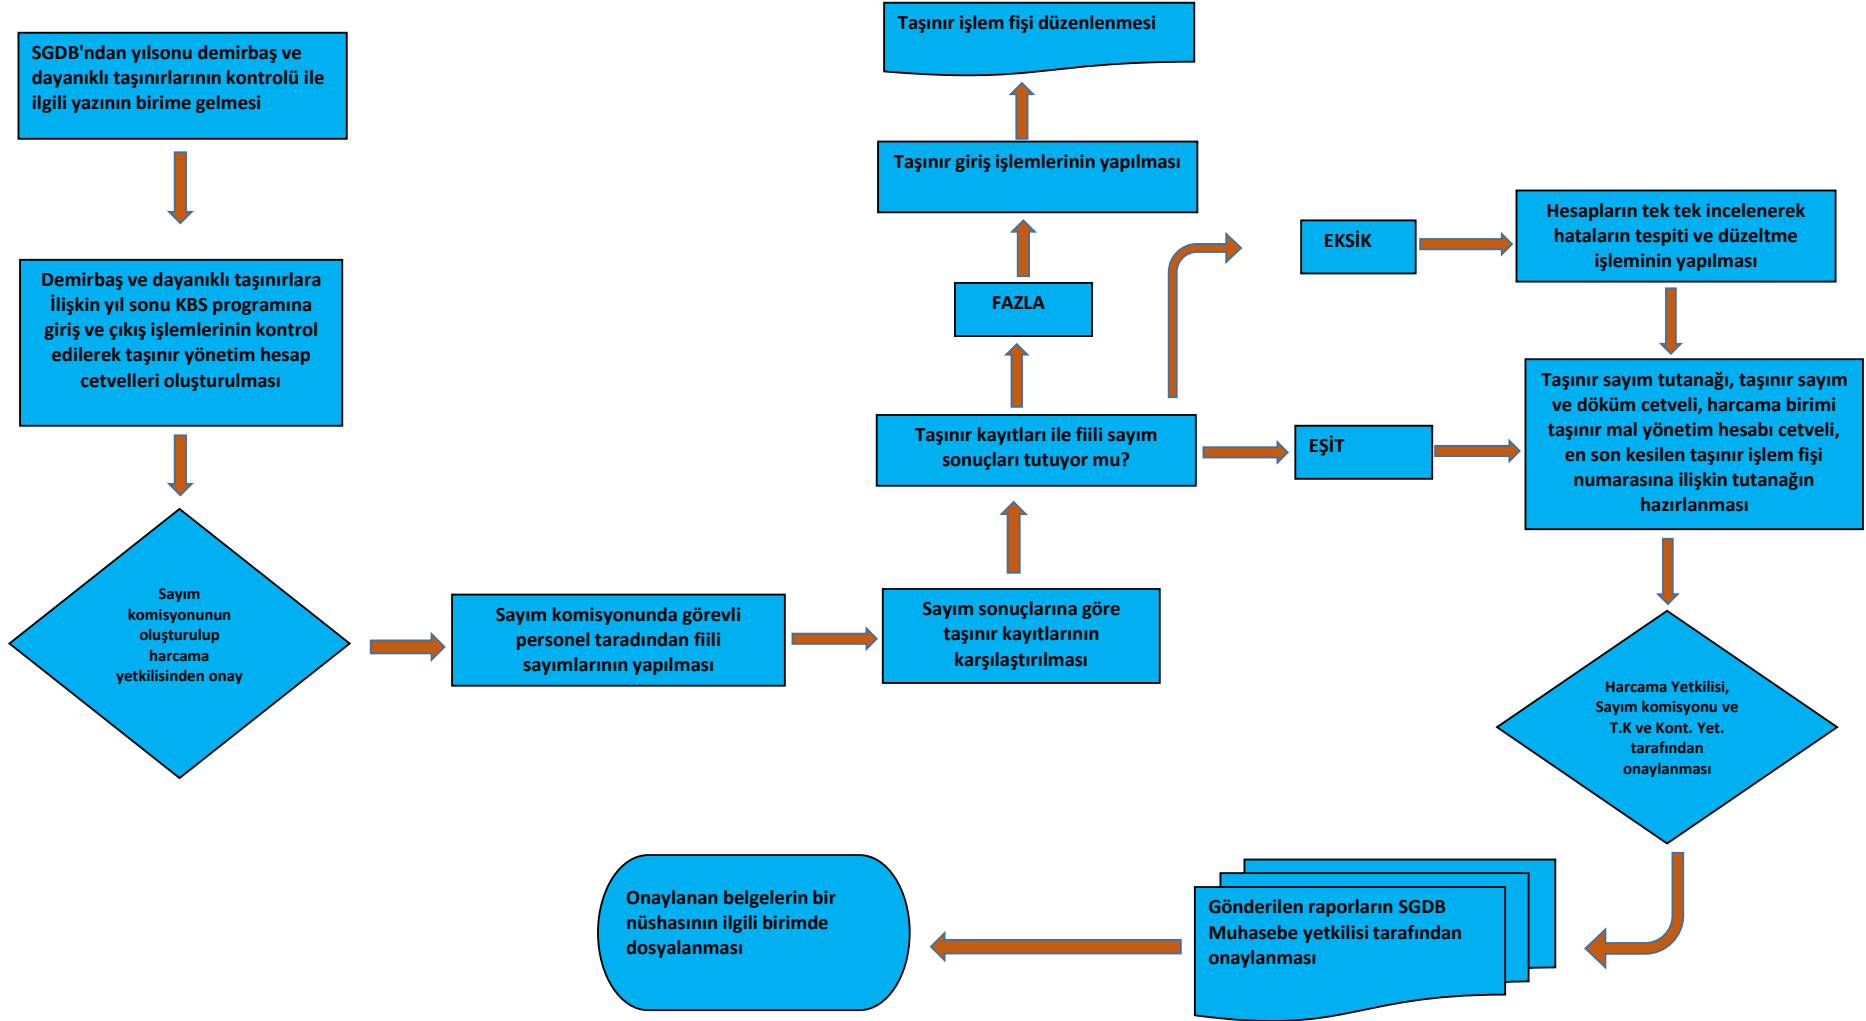 SGDB'ndan yılsonu demirbaş ve
dayanıklı taşınırlarının kontrolü ile
ilgili yazının birime gelmesi
Demirbaş ve dayanıklı taşınırlara
İlişkin yıl sonu KBS programına
giriş ve çıkış işlemlerinin kontrol
edilerek taşınır yönetim hesap
cetvelleri oluşturulması
Sayım
komisyonunun
oluşturulup
harcama
yetkilisinden onay
Sayım komisyonunda görevli
personel taradından fiili
sayımlarının yapılması
Sayım sonuçlarına göre
taşınır kayıtlarının
karşılaştırılması
Taşınır kayıtları ile fiili sayım
sonuçları tutuyor mu?
FAZLA
Taşınır giriş işlemlerinin yapılması
Taşınır işlem fişi düzenlenmesi
EKSİK
Hesapların tek tek incelenerek
hataların tespiti ve düzeltme
işleminin yapılması
EŞİT
Taşınır sayım tutanağı, taşınır sayım
ve döküm cetveli, harcama birimi
taşınır mal yönetim hesabı cetveli,
en son kesilen taşınır işlem fişi
numarasına ilişkin tutanağın
hazırlanması
Harcama Yetkilisi,
Sayım komisyonu ve
T.K ve Kont. Yet.
tarafından
onaylanması
Gönderilen raporların SGDB
Muhasebe yetkilisi tarafından
onaylanması
Onaylanan belgelerin bir
nüshasının ilgili birimde
dosyalanması